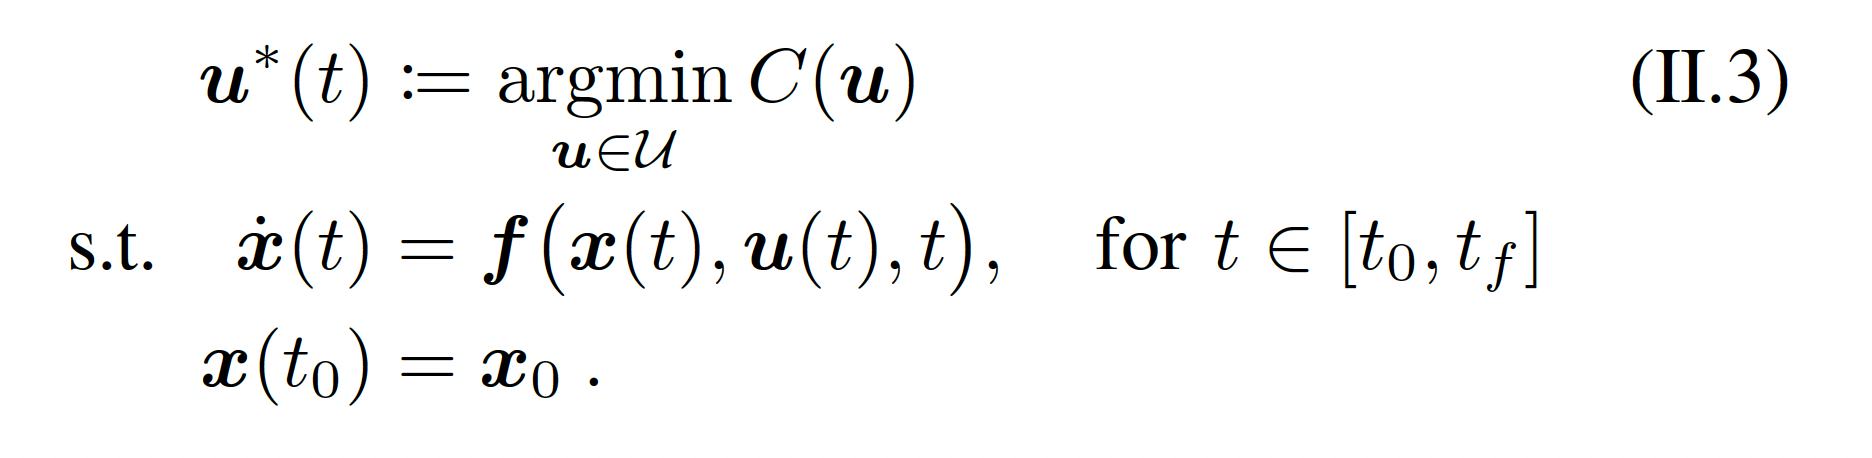 𝒖*(t) := argmin C(𝒖) (II.3)
𝒖∈𝒰
s.t. 𝒙̇(t) = 𝒇(𝒙(t), 𝒖(t), t), for t ∈ [t₀, t_f]
𝒙(t₀) = 𝒙₀ .